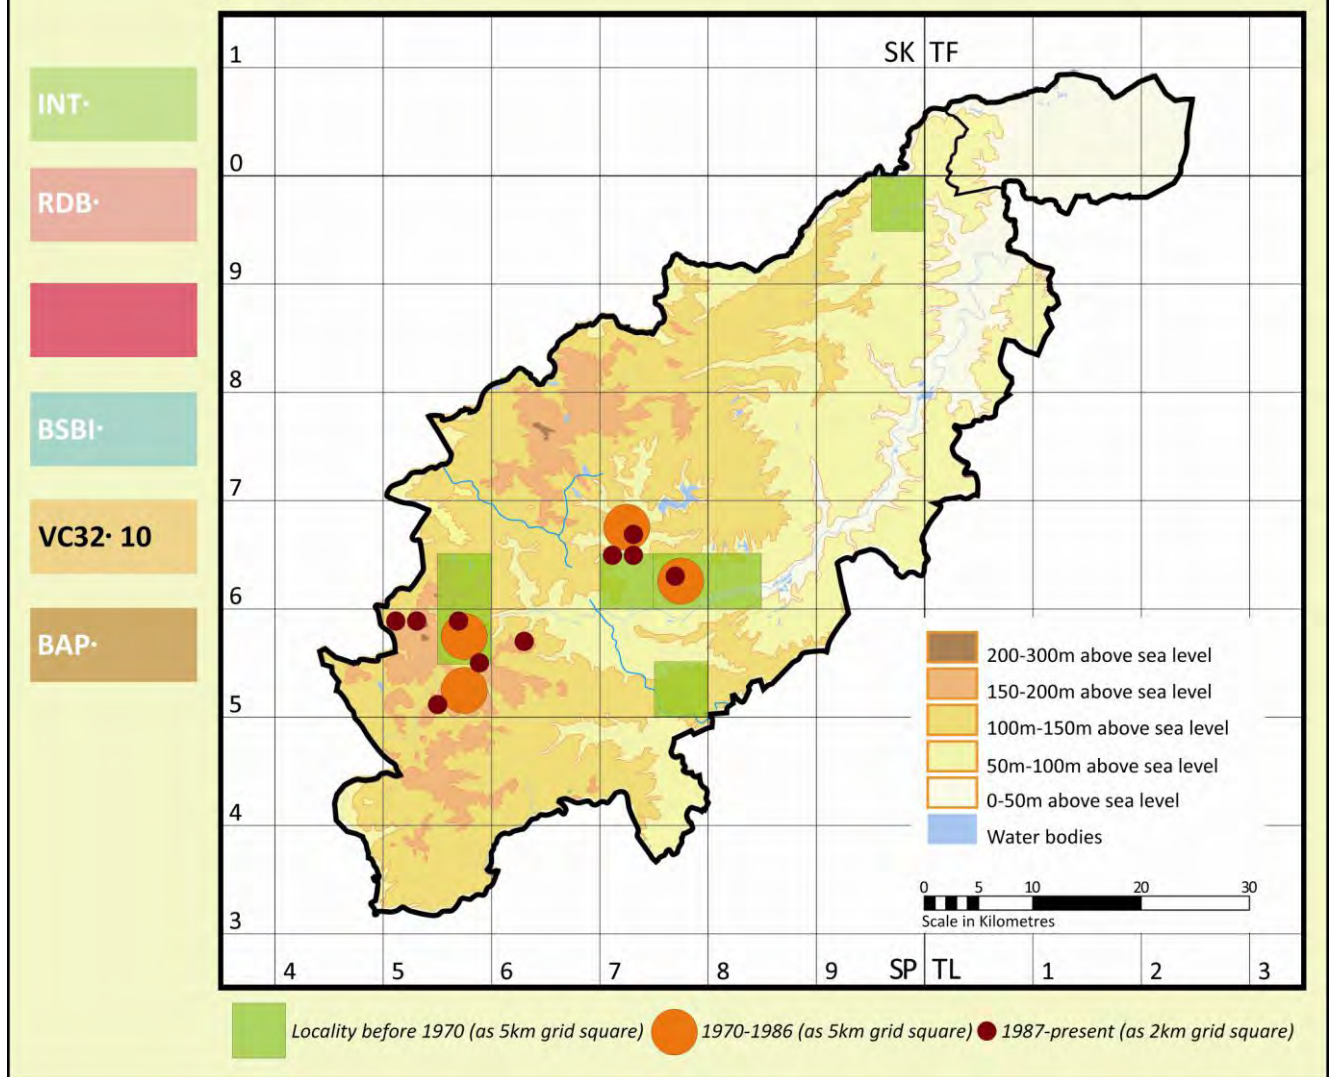 INT·
RDB·
BSBI·
VC32· 10
BAP·
SK TF
1
0
9
8
7
6
5
4
3
4 5 6 7 8 9 SP TL 1 2 3
200-300m above sea level
150-200m above sea level
100m-150m above sea level
50m-100m above sea level
0-50m above sea level
Water bodies
0 5 10 20 30
Scale in Kilometres
Locality before 1970 (as 5km grid square) 1970-1986 (as 5km grid square) 1987-present (as 2km grid square)